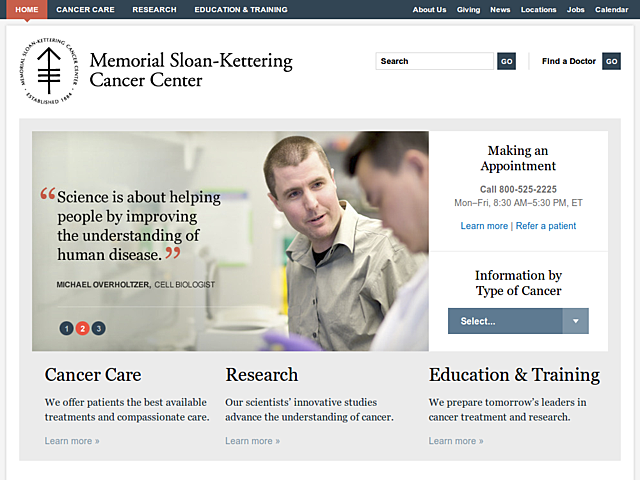 HOME CANCER CARE RESEARCH EDUCATION & TRAINING About Us Giving News Locations Jobs Calendar
MEMORIAL SLOAN-KETTERING CANCER CENTER · ESTABLISHED 1884 ·
Memorial Sloan-Kettering
Cancer Center
Search GO Find a Doctor GO
“Science is about helping
people by improving
the understanding of
human disease.”
MICHAEL OVERHOLTZER, CELL BIOLOGIST
1 2 3
Making an
Appointment
Call 800-525-2225
Mon–Fri, 8:30 AM–5:30 PM, ET
Learn more | Refer a patient
Information by
Type of Cancer
Select...
Cancer Care
We offer patients the best available
treatments and compassionate care.
Learn more »
Research
Our scientists’ innovative studies
advance the understanding of cancer.
Learn more »
Education & Training
We prepare tomorrow’s leaders in
cancer treatment and research.
Learn more »